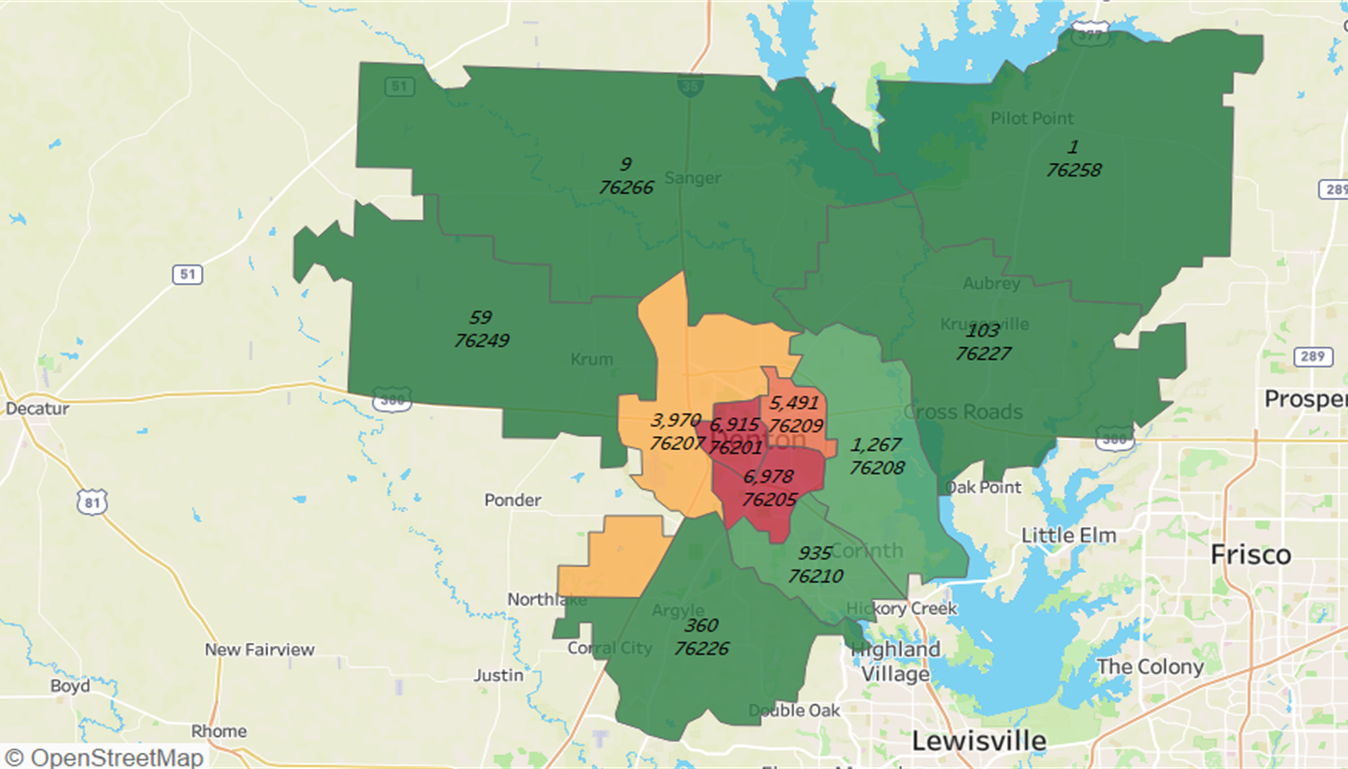 377
51
35
Pilot Point
1
76258
9
76266
Sanger
289
51
Aubrey
59
76249
Krugerville
103
76227
Krum
289
Decatur
380
Prosper
Cross Roads
3,970
76207
6,915
76201
5,491
76209
Denton
1,267
76208
380
6,978
76205
81
Ponder
Oak Point
Little Elm
Frisco
935
76210
Corinth
Northlake
Argyle
Hickory Creek
360
76226
New Fairview
Corral City
Highland
Village
The Colony
Justin
Boyd
Double Oak
Rhome
Lewisville
© OpenStreetMap